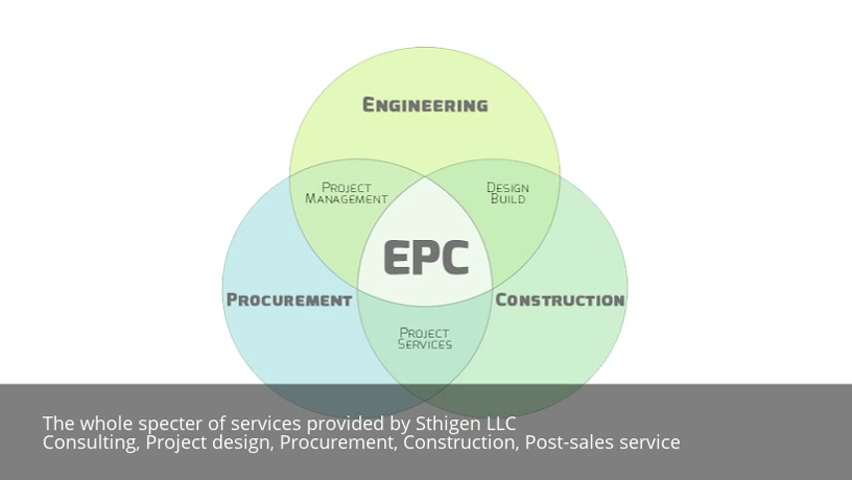 ENGINEERING
PROJECT
MANAGEMENT
DESIGN
BUILD
EPC
PROCUREMENT
CONSTRUCTION
PROJECT
SERVICES
The whole specter of services provided by Sthigen LLC
Consulting, Project design, Procurement, Construction, Post-sales service